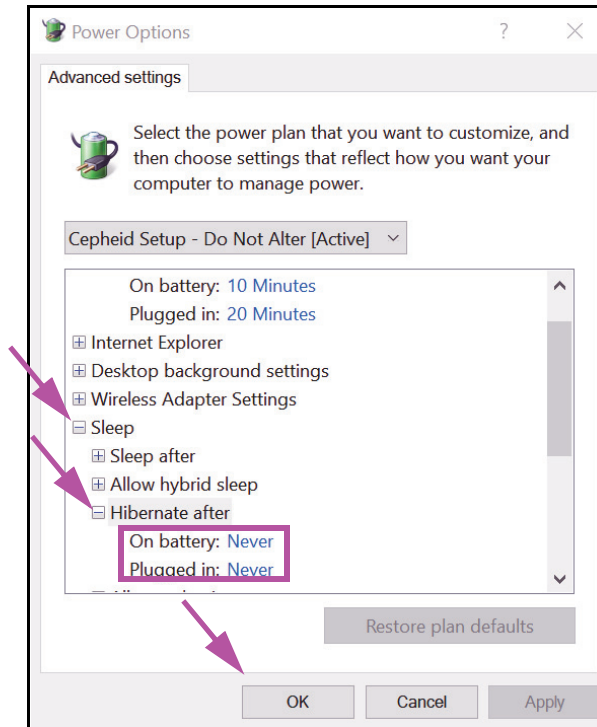 Power Options
Advanced settings
Select the power plan that you want to customize, and
then choose settings that reflect how you want your
computer to manage power.
Cepheid Setup - Do Not Alter [Active]
On battery: 10 Minutes
Plugged in: 20 Minutes
Internet Explorer
Desktop background settings
Wireless Adapter Settings
Sleep
Sleep after
Allow hybrid sleep
Hibernate after
On battery: Never
Plugged in: Never
Restore plan defaults
OK Cancel Apply